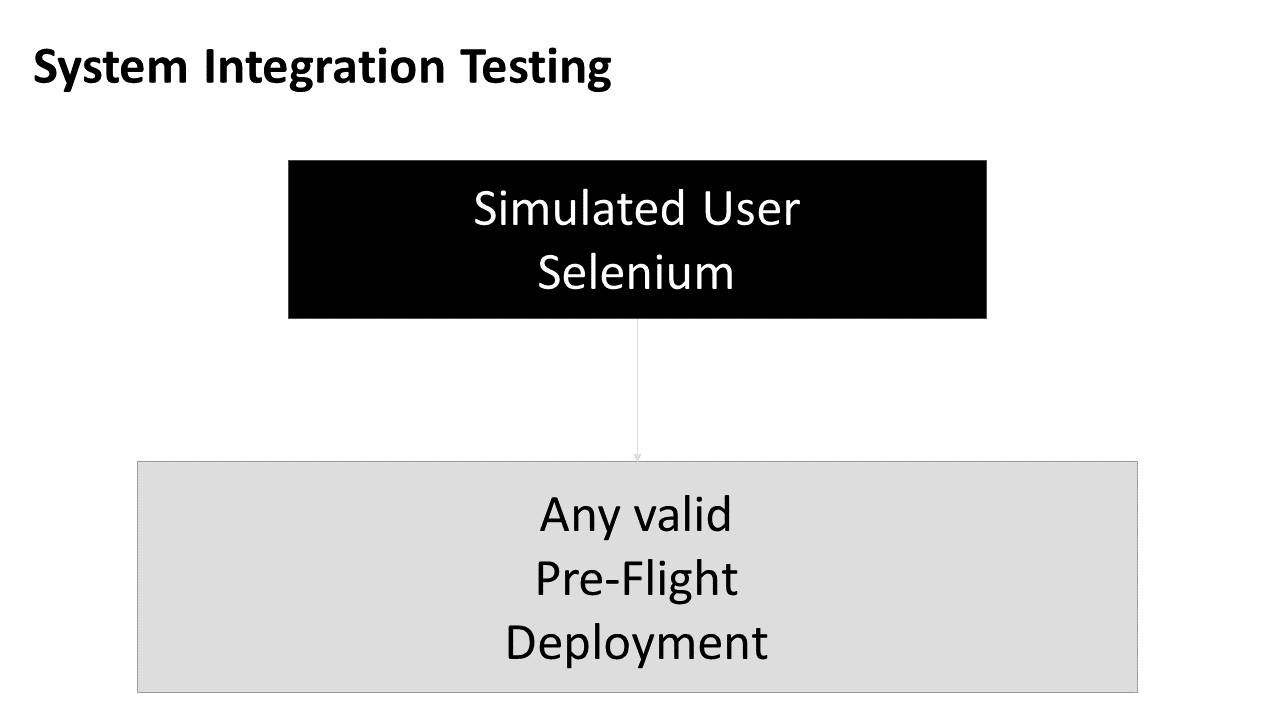 System Integration Testing
Simulated User
Selenium
Any valid
Pre-Flight
Deployment